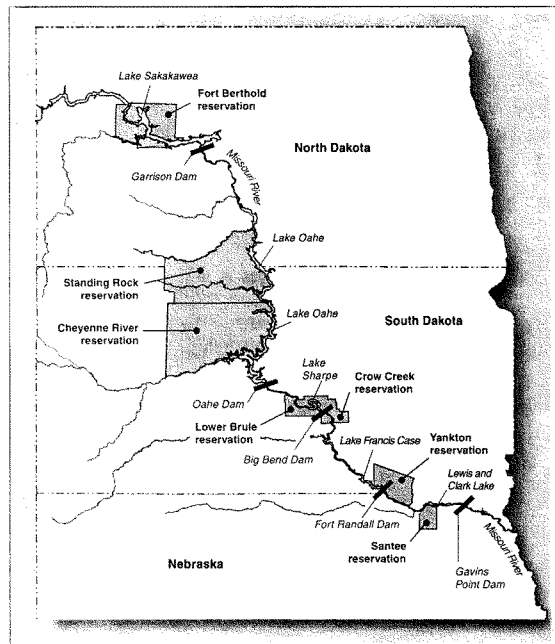 Lake Sakakawea
Fort Berthold
reservation
North Dakota
Missouri River
Garrison Dam
Lake Oahe
Standing Rock
reservation
Cheyenne River
reservation
Lake Oahe
South Dakota
Lake
Sharpe
Crow Creek
reservation
Oahe Dam
Lower Brule
reservation
Big Bend Dam
Lake Francis Case
Yankton
reservation
Lewis and
Clark Lake
Fort Randall Dam
Santee
reservation
Missouri River
Nebraska
Gavins
Point Dam